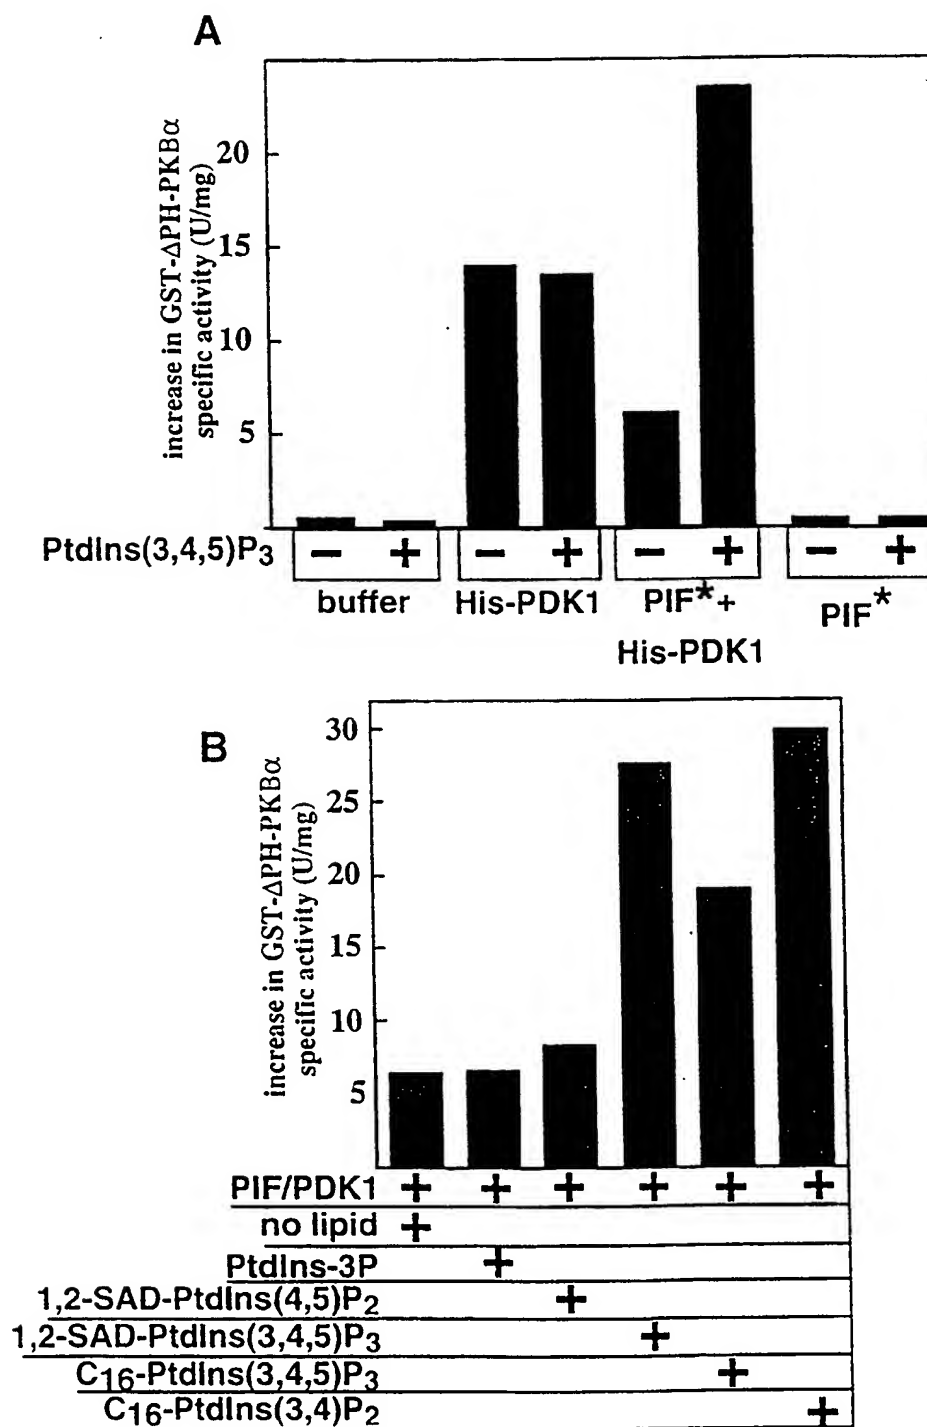 A
increase in GST-ΔPH-PKBα
specific activity (U/mg)
20
15
10
5
PtdIns(3,4,5)P3 − + − + − + − +
buffer His-PDK1 PIF*+ PIF*
His-PDK1
B
increase in GST-ΔPH-PKBα
specific activity (U/mg)
30
25
20
15
10
5
PIF/PDK1 + + + + + +
no lipid +
PtdIns-3P +
1,2-SAD-PtdIns(4,5)P2 +
1,2-SAD-PtdIns(3,4,5)P3 +
C16-PtdIns(3,4,5)P3 +
C16-PtdIns(3,4)P2 +